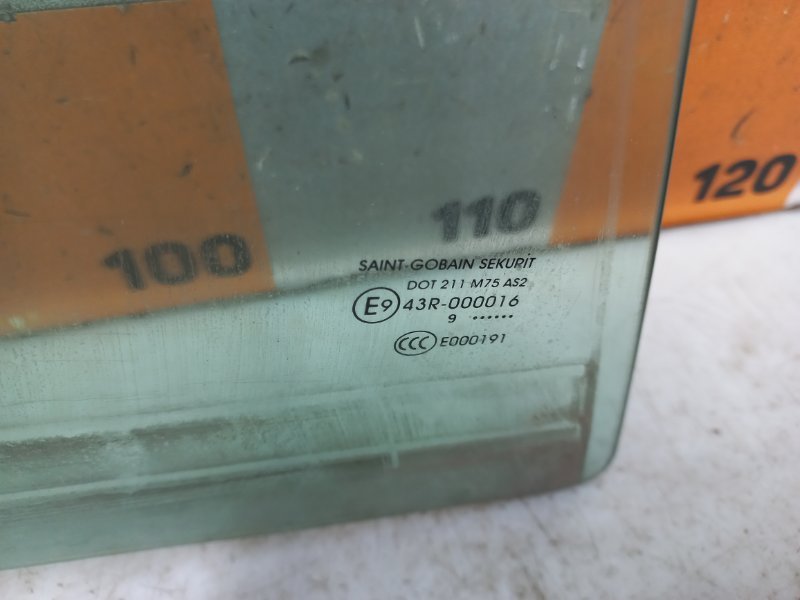 120
110
100
SAINT-GOBAIN SEKURIT
DOT 211 M75 AS2
E9 43R-000016
9 ......
CCC E000191